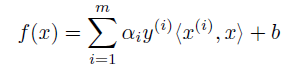 f(x) = \sum_{i=1}^{m} \alpha_i y^{(i)} \langle x^{(i)}, x \rangle + b